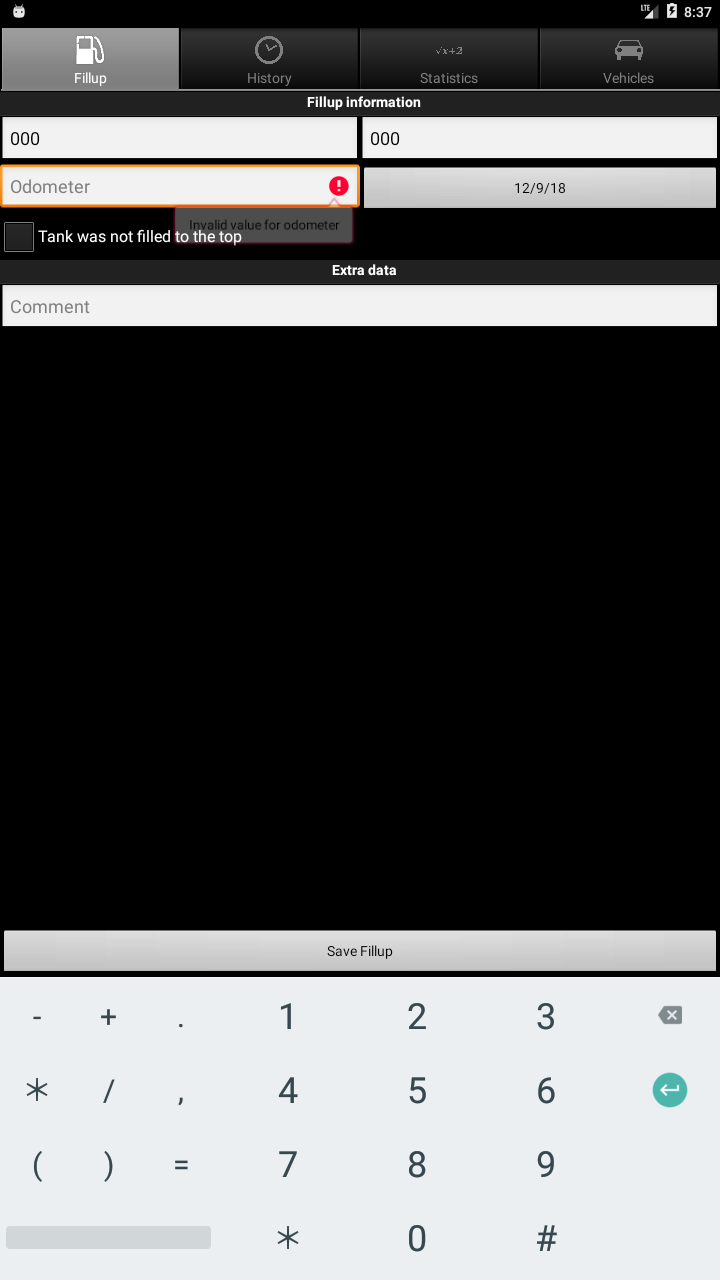 LTE 8:37
Fillup
History
√x+2 Statistics
Vehicles
Fillup information
000
000
Odometer
12/9/18
Invalid value for odometer
Tank was not filled to the top
Extra data
Comment
Save Fillup
- + . 1 2 3
* / , 4 5 6
( ) = 7 8 9
* 0 #